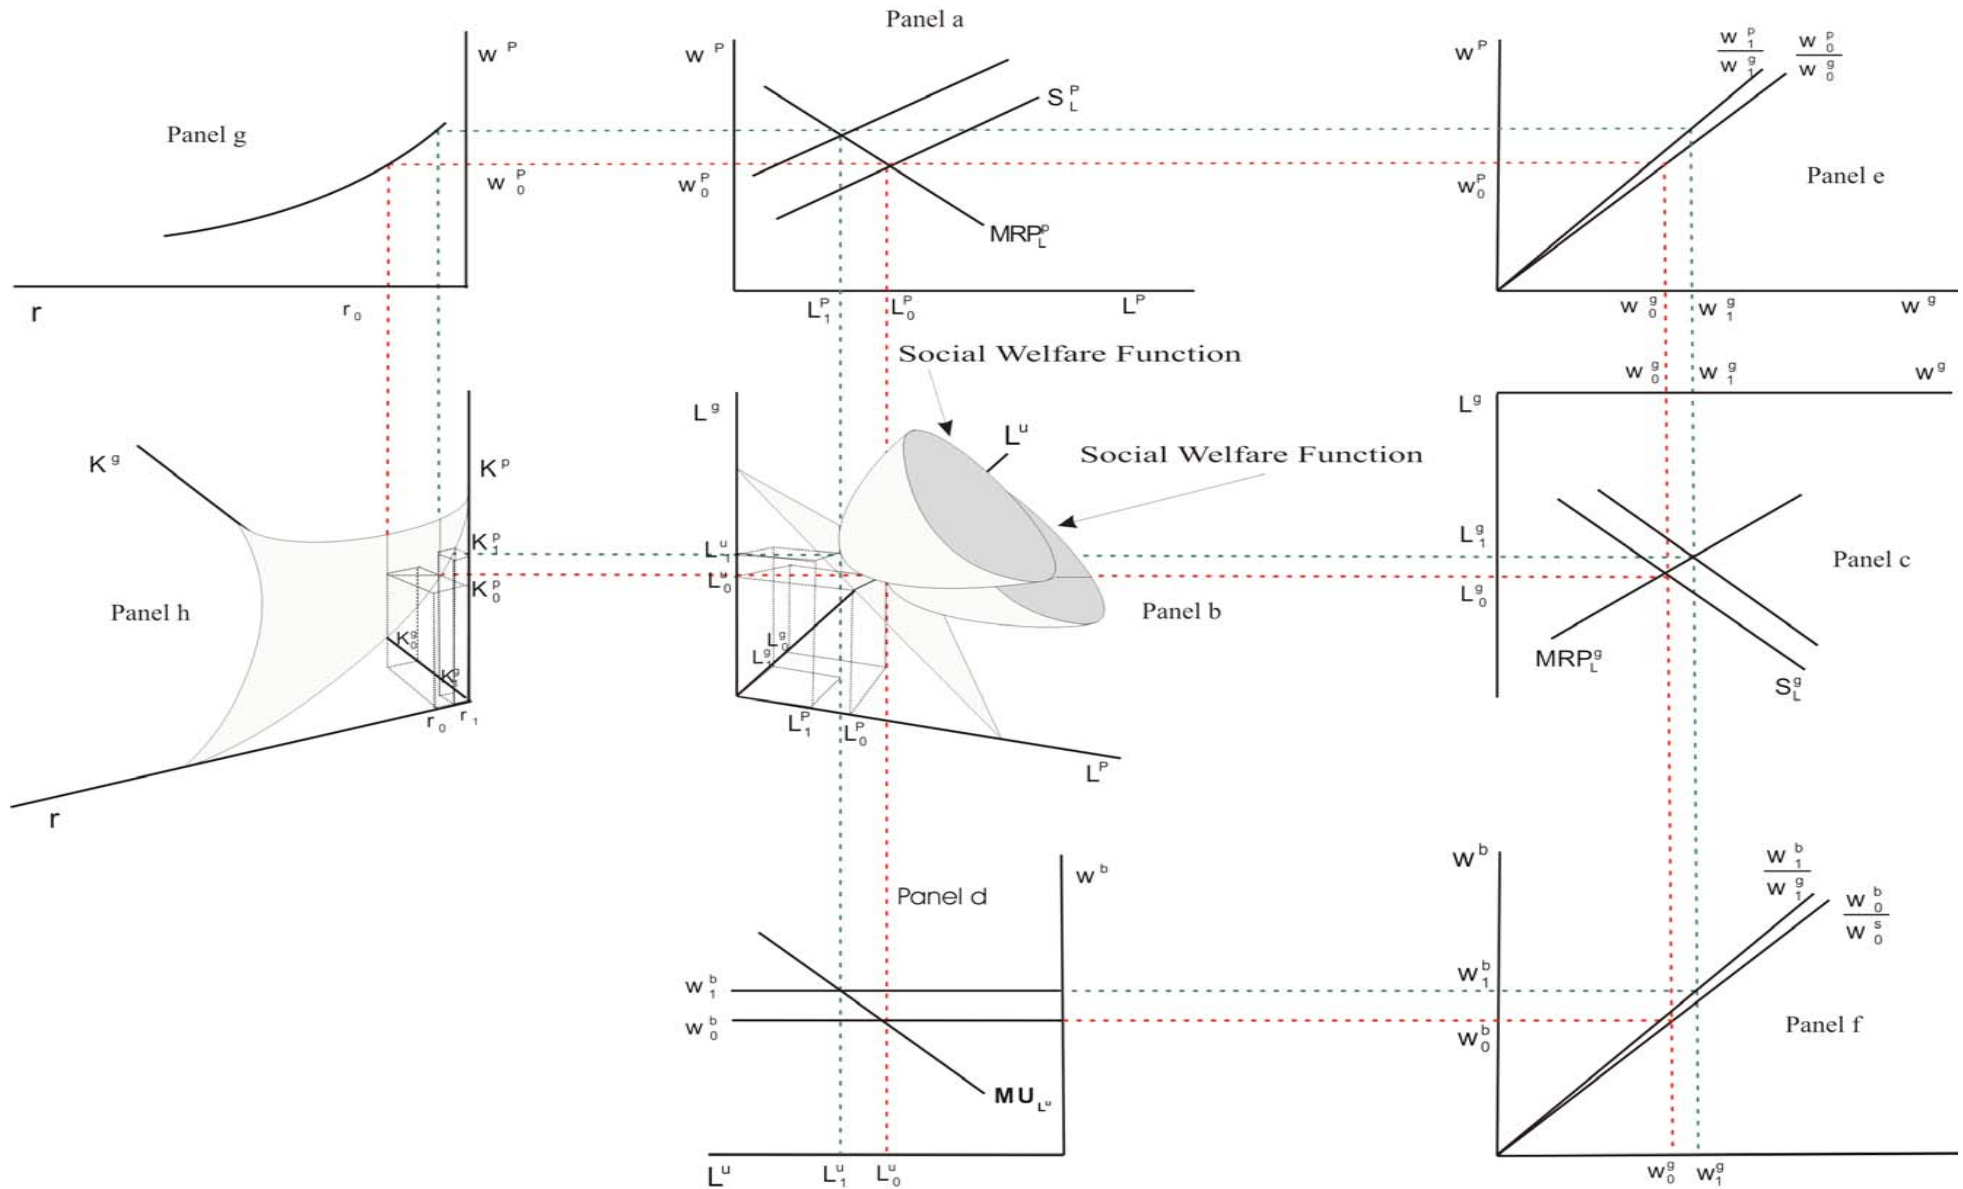 Panel a
w P
w P
w P
w p 1
w g 1
w p 0
w g 0
S P L
Panel g
Panel e
w P 0
w P 0
w P 0
MRP P L
r
r 0
L P 1
L P 0
L P
w g 0
w g 1
w g
Social Welfare Function
w g 0
w g 1
w g
L g
L g
L u
K g
K p
Social Welfare Function
K p 1
L u 1
L g 1
Panel c
K p 0
L u 0
L g 0
Panel h
Panel b
K g 0
L g 0
L g 1
MRP g L
K g 1
S g L
r 0
r 1
L P 1
L P 0
L P
r
w b
w b 1
w g 1
w b
Panel d
w b 0
w s 0
w b 1
w b 1
w b 0
w b 0
Panel f
MU L u
L u
L u 1
L u 0
w g 0
w g 1